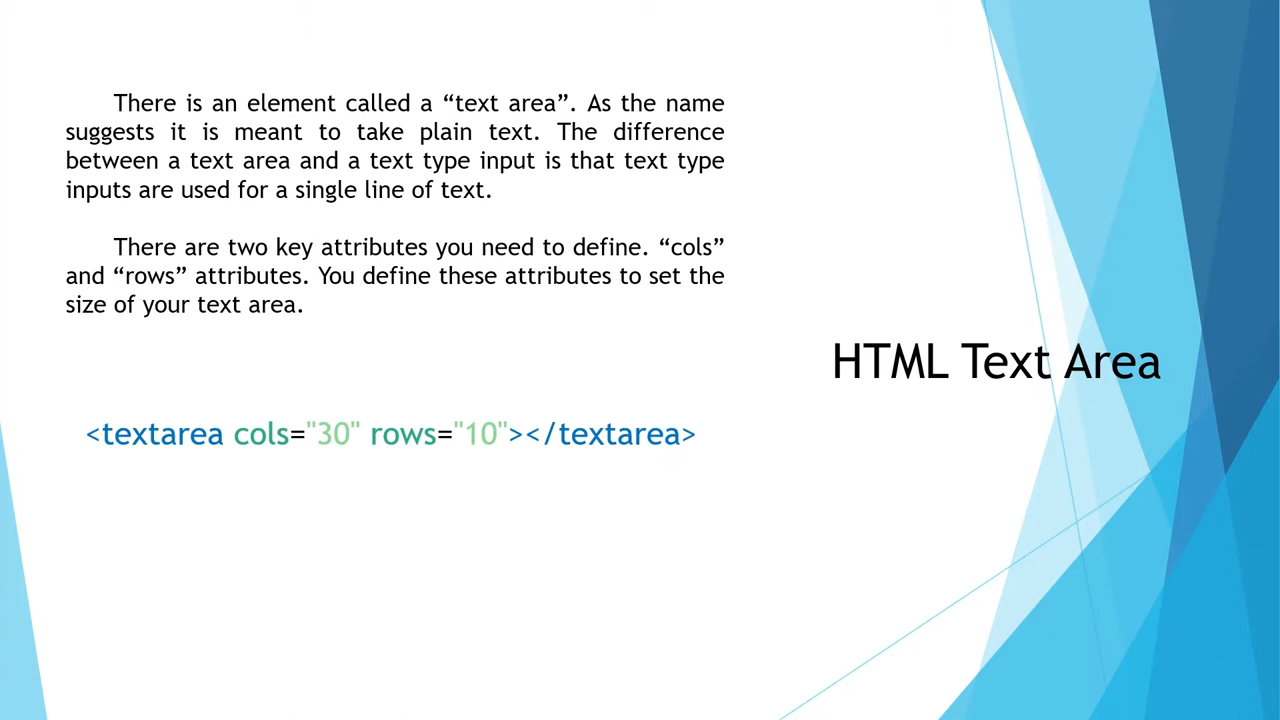 There is an element called a “text area”. As the name
suggests it is meant to take plain text. The difference
between a text area and a text type input is that text type
inputs are used for a single line of text.
There are two key attributes you need to define. “cols”
and “rows” attributes. You define these attributes to set the
size of your text area.
HTML Text Area
<textarea cols="30" rows="10"></textarea>